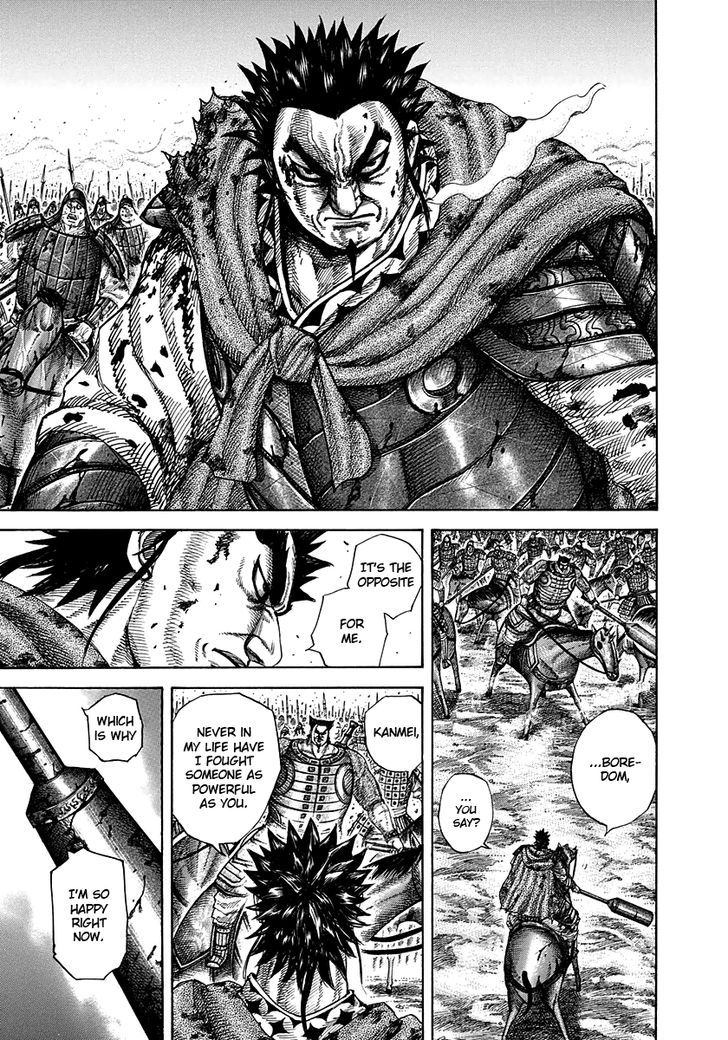 ...BORE-
DOM,
...
YOU
SAY?
IT'S THE
OPPOSITE
FOR
ME.
KANMEI,
NEVER IN
MY LIFE HAVE
I FOUGHT
SOMEONE AS
POWERFUL
AS YOU.
WHICH
IS WHY
I'M SO
HAPPY
RIGHT
NOW.